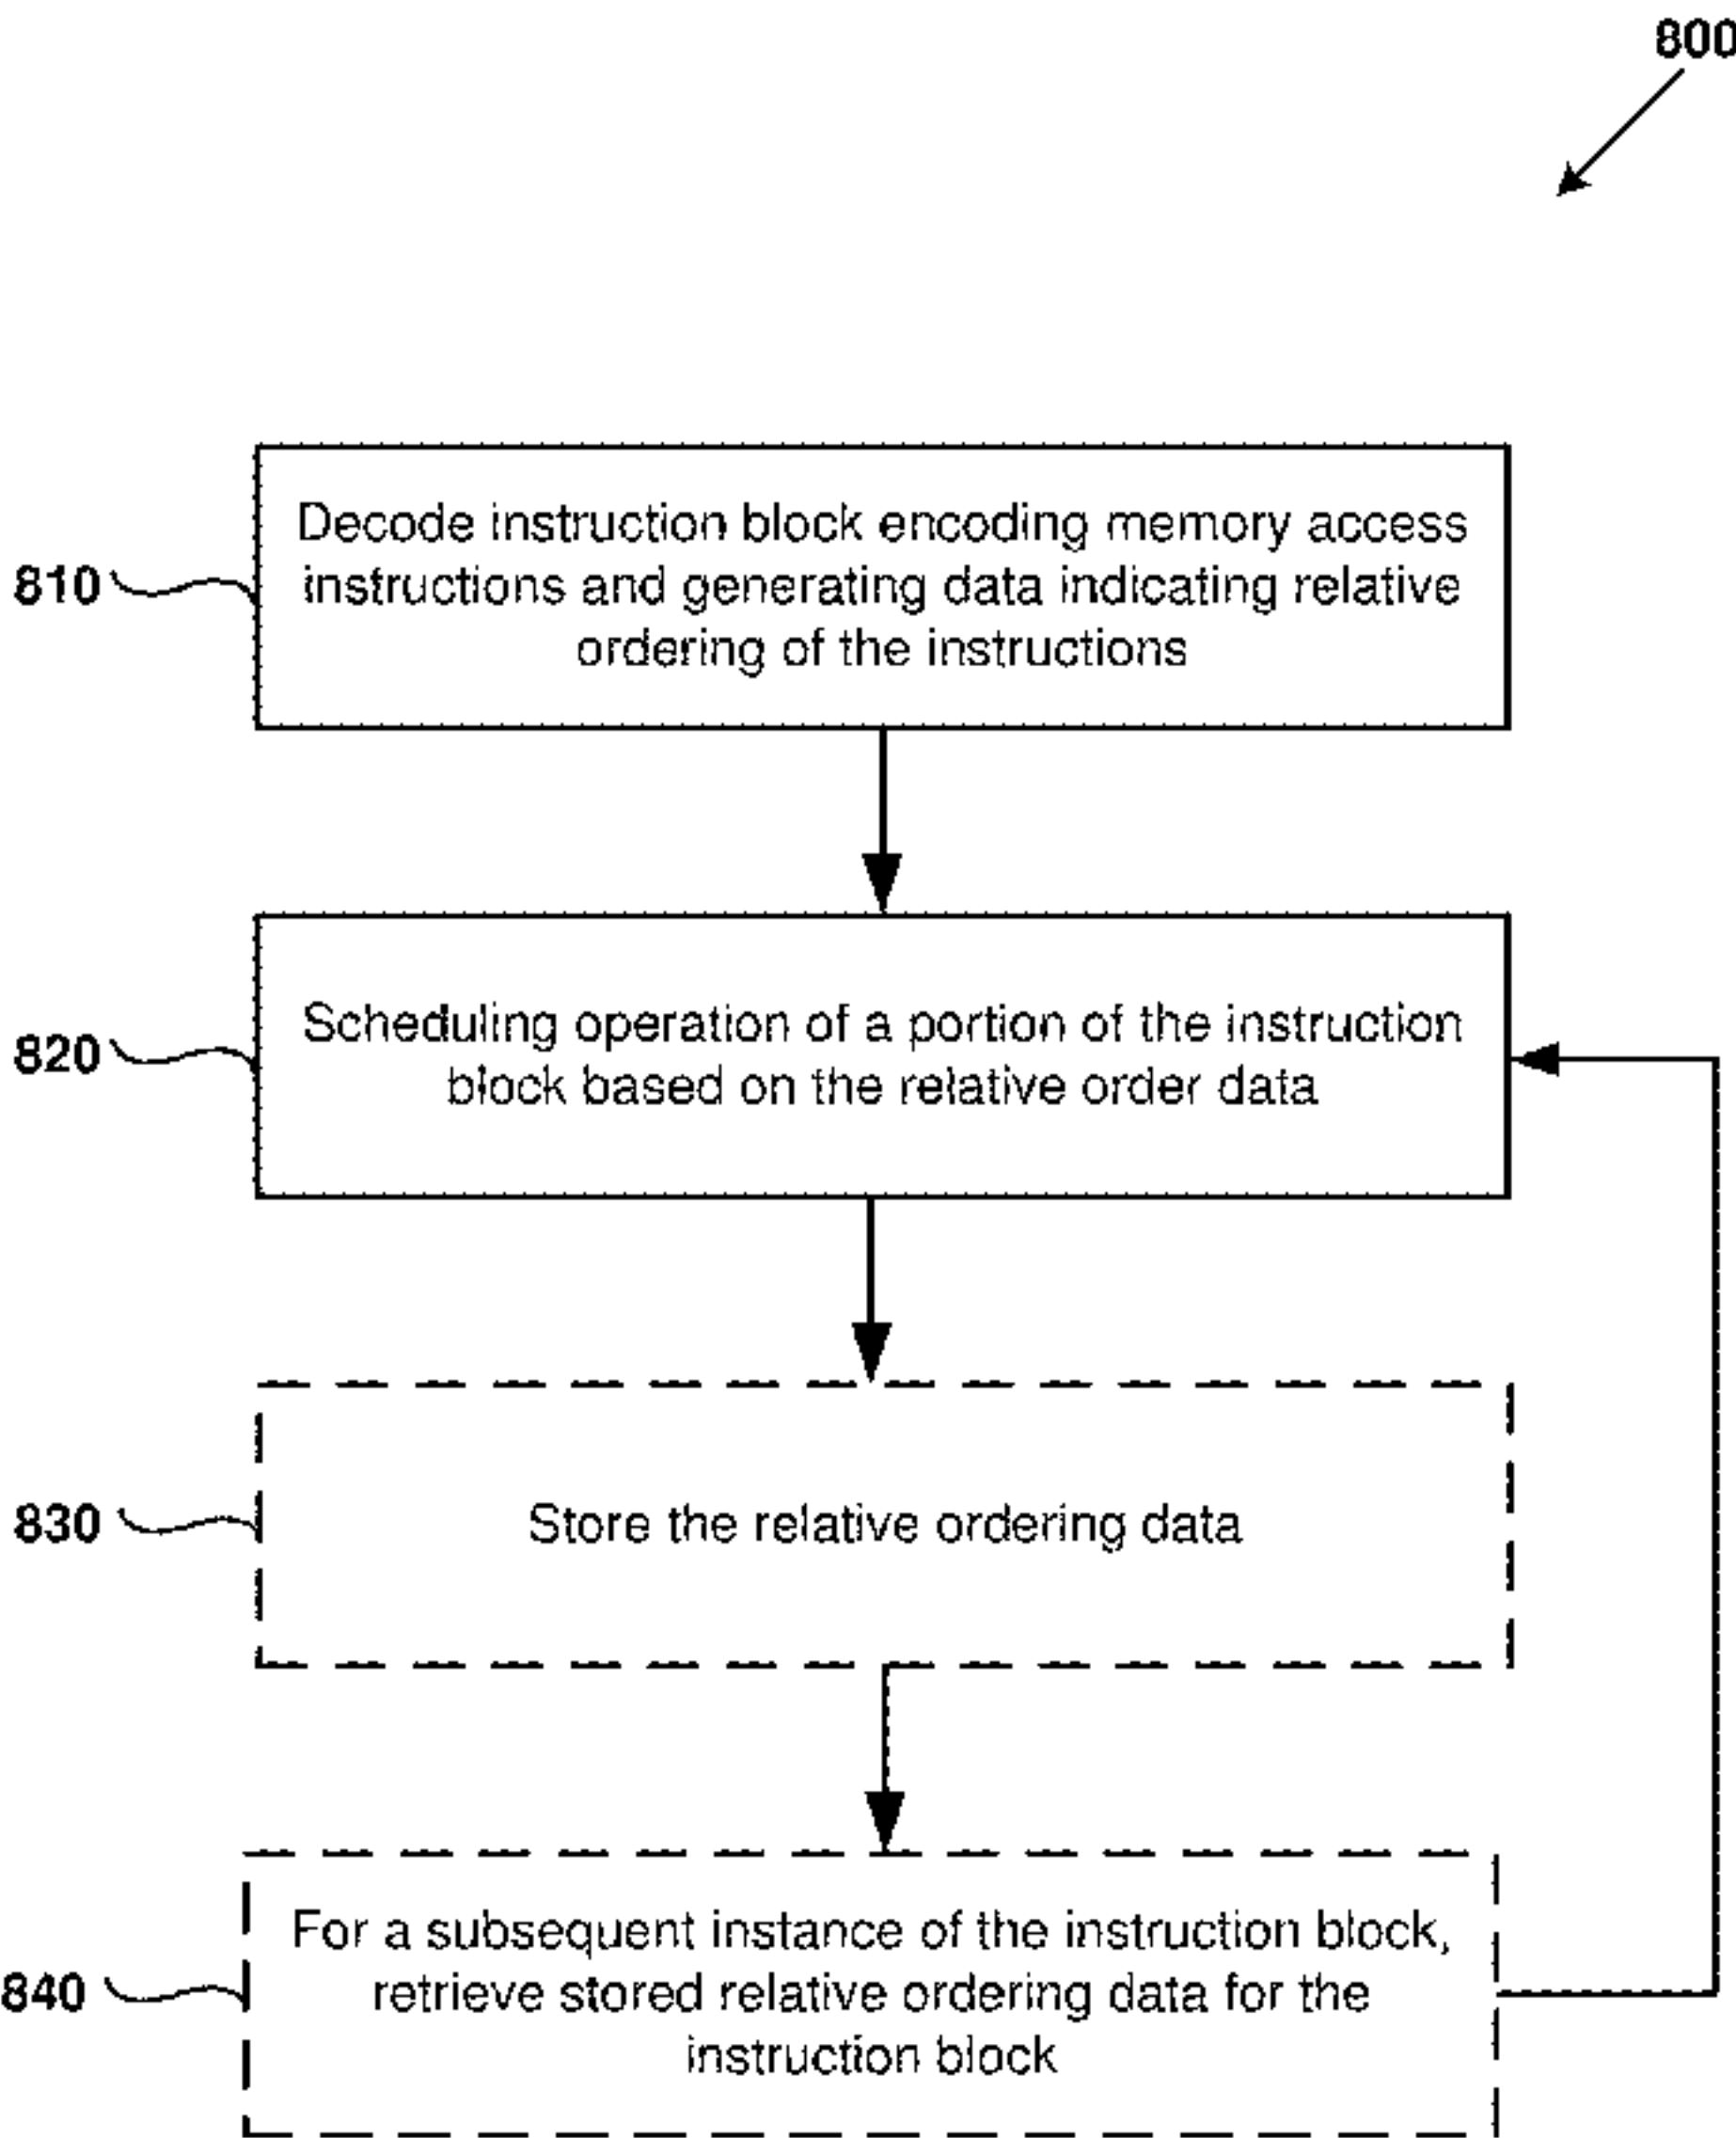 800
810
Decode instruction block encoding memory access
instructions and generating data indicating relative
ordering of the instructions
820
Scheduling operation of a portion of the instruction
block based on the relative order data
830
Store the relative ordering data
840
For a subsequent instance of the instruction block,
retrieve stored relative ordering data for the
instruction block